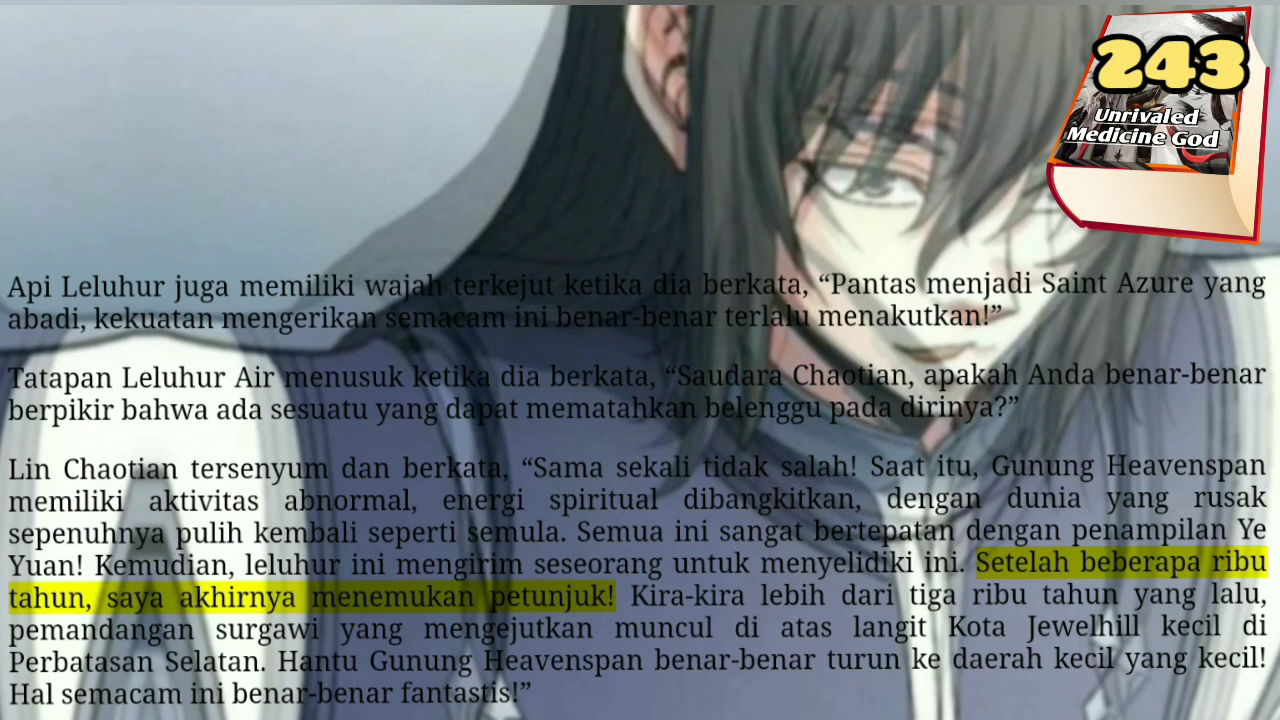 243
Unrivaled
Medicine God
Api Leluhur juga memiliki wajah terkejut ketika dia berkata, “Pantas menjadi Saint Azure yang
abadi, kekuatan mengerikan semacam ini benar-benar terlalu menakutkan!”
Tatapan Leluhur Air menusuk ketika dia berkata, “Saudara Chaotian, apakah Anda benar-benar
berpikir bahwa ada sesuatu yang dapat mematahkan belenggu pada dirinya?”
Lin Chaotian tersenyum dan berkata, “Sama sekali tidak salah! Saat itu, Gunung Heavenspan
memiliki aktivitas abnormal, energi spiritual dibangkitkan, dengan dunia yang rusak
sepenuhnya pulih kembali seperti semula. Semua ini sangat bertepatan dengan penampilan Ye
Yuan! Kemudian, leluhur ini mengirim seseorang untuk menyelidiki ini. Setelah beberapa ribu
tahun, saya akhirnya menemukan petunjuk! Kira-kira lebih dari tiga ribu tahun yang lalu,
pemandangan surgawi yang mengejutkan muncul di atas langit Kota Jewelhill kecil di
Perbatasan Selatan. Hantu Gunung Heavenspan benar-benar turun ke daerah kecil yang kecil!
Hal semacam ini benar-benar fantastis!”